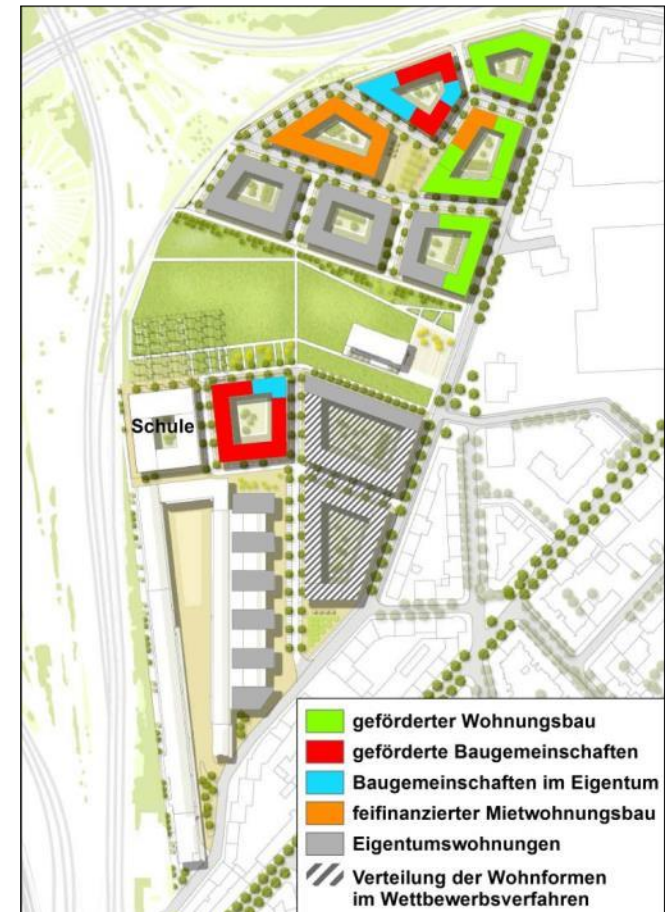 Schule
geförderter Wohnungsbau
geförderte Baugemeinschaften
Baugemeinschaften im Eigentum
feifinanzierter Mietwohnungsbau
Eigentumswohnungen
Verteilung der Wohnformen
im Wettbewerbsverfahren